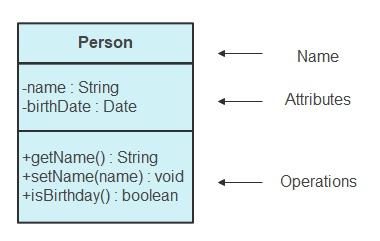 Person
Name
-name : String
-birthDate : Date
Attributes
+getName() : String
+setName(name) : void
+isBirthday() : boolean
Operations